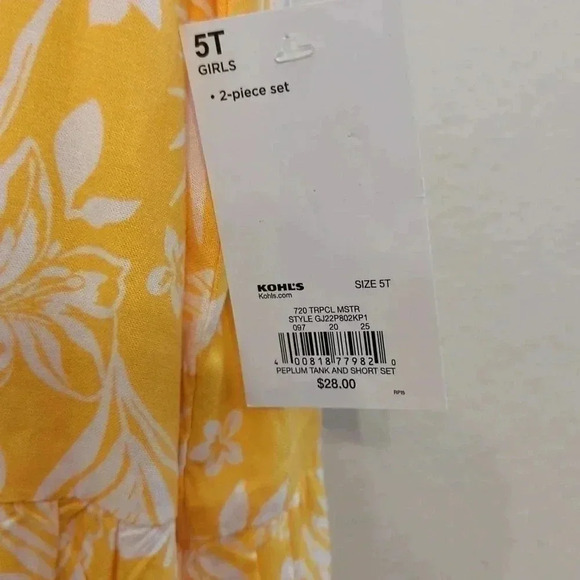 5T
GIRLS
• 2-piece set
KOHL'S SIZE 5T
Kohls.com
720 TRPCL MSTR
STYLE GJ22P802KP1
097 20 25
4 00818 77982 0
PEPLUM TANK AND SHORT SET
$28.00
RP15